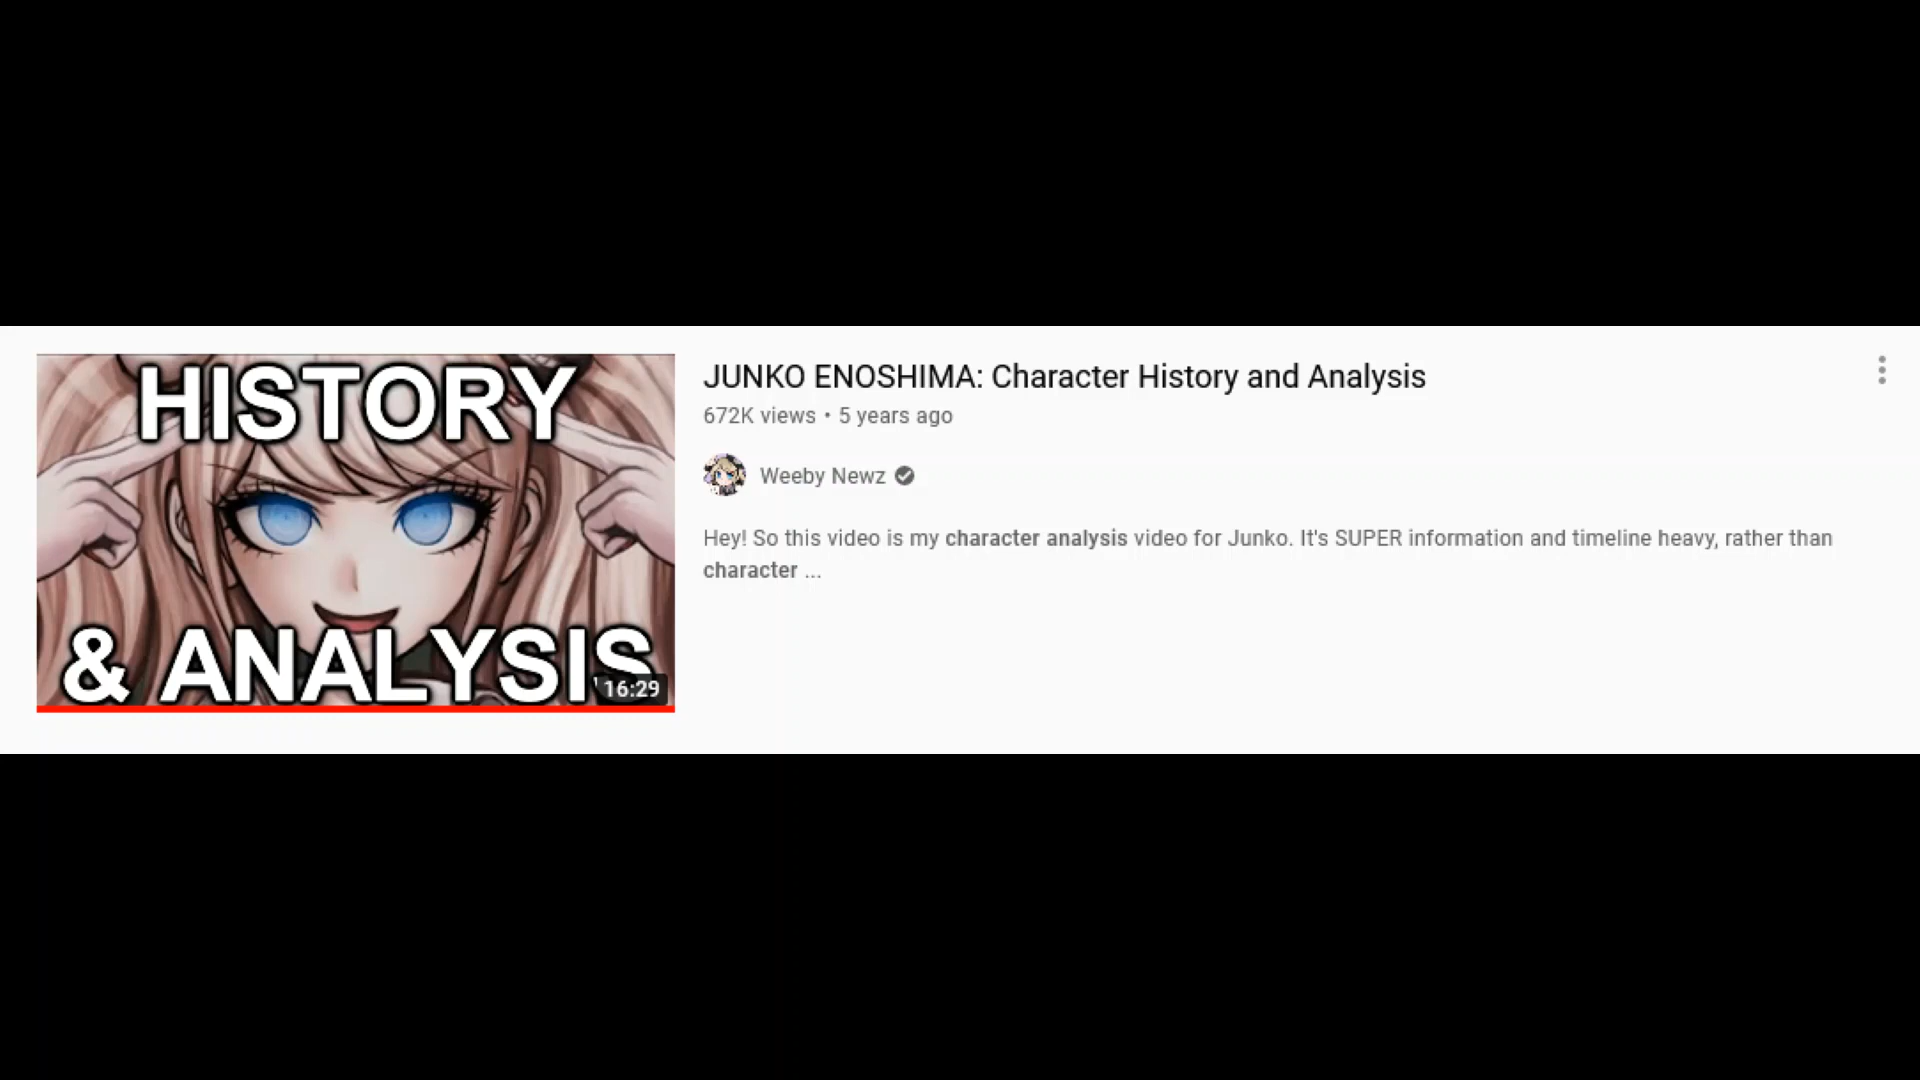 HISTORY
& ANALYSIS
16:29
JUNKO ENOSHIMA: Character History and Analysis
672K views • 5 years ago
Weeby Newz
Hey! So this video is my character analysis video for Junko. It's SUPER information and timeline heavy, rather than
character ...